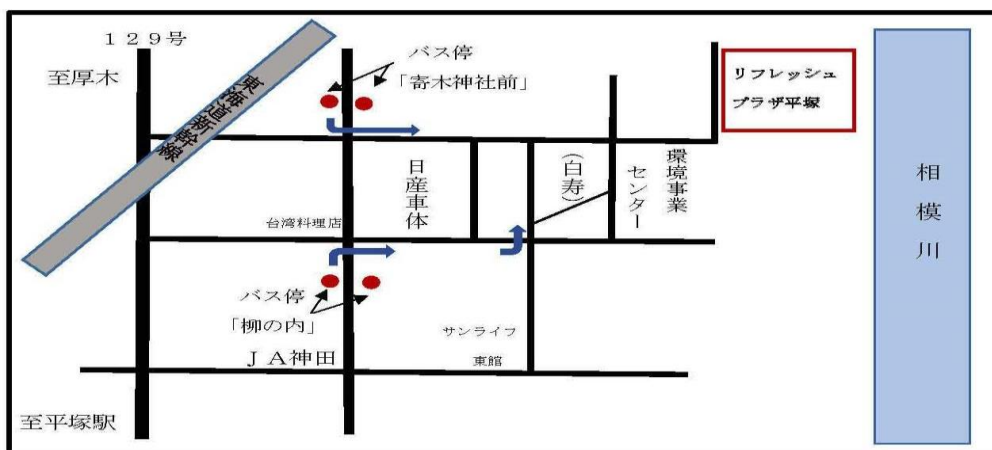 129号
至厚木
東海道新幹線
バス停
「寄木神社前」
リフレッシュ
プラザ平塚
日産車体
(白寿)
環境事業
センター
相模川
台湾料理店
バス停
「柳の内」
サンライフ
東館
JA神田
至平塚駅